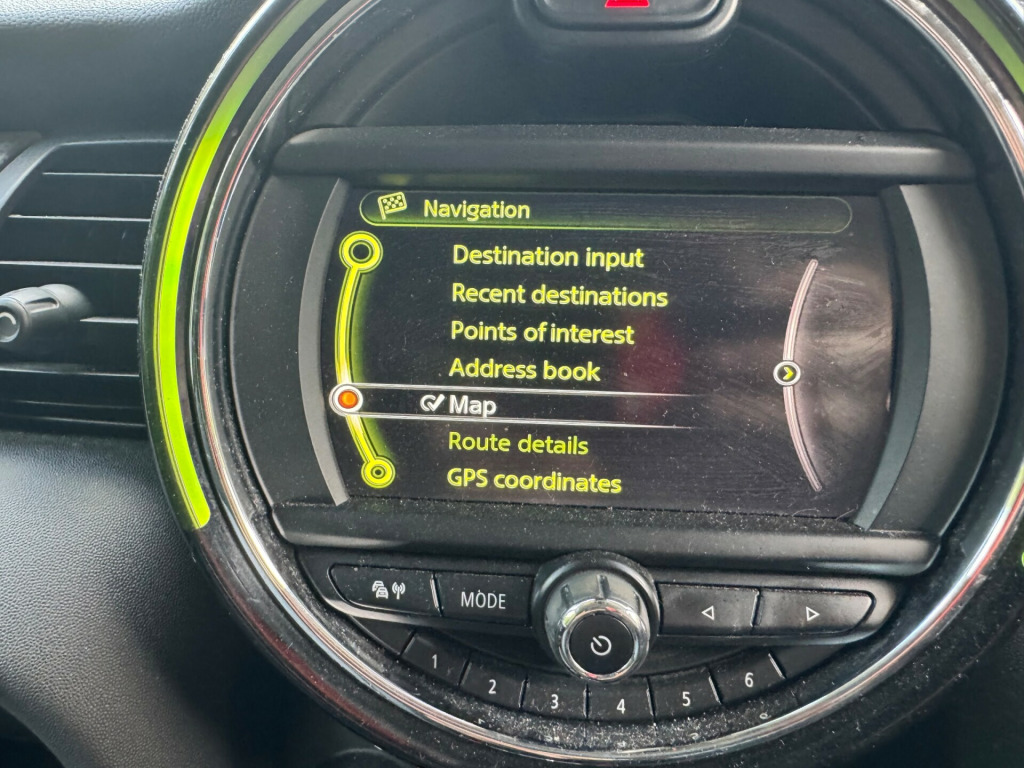 Navigation
Destination input
Recent destinations
Points of interest
Address book
Map
Route details
GPS coordinates
MODE
1 2 3 4 5 6